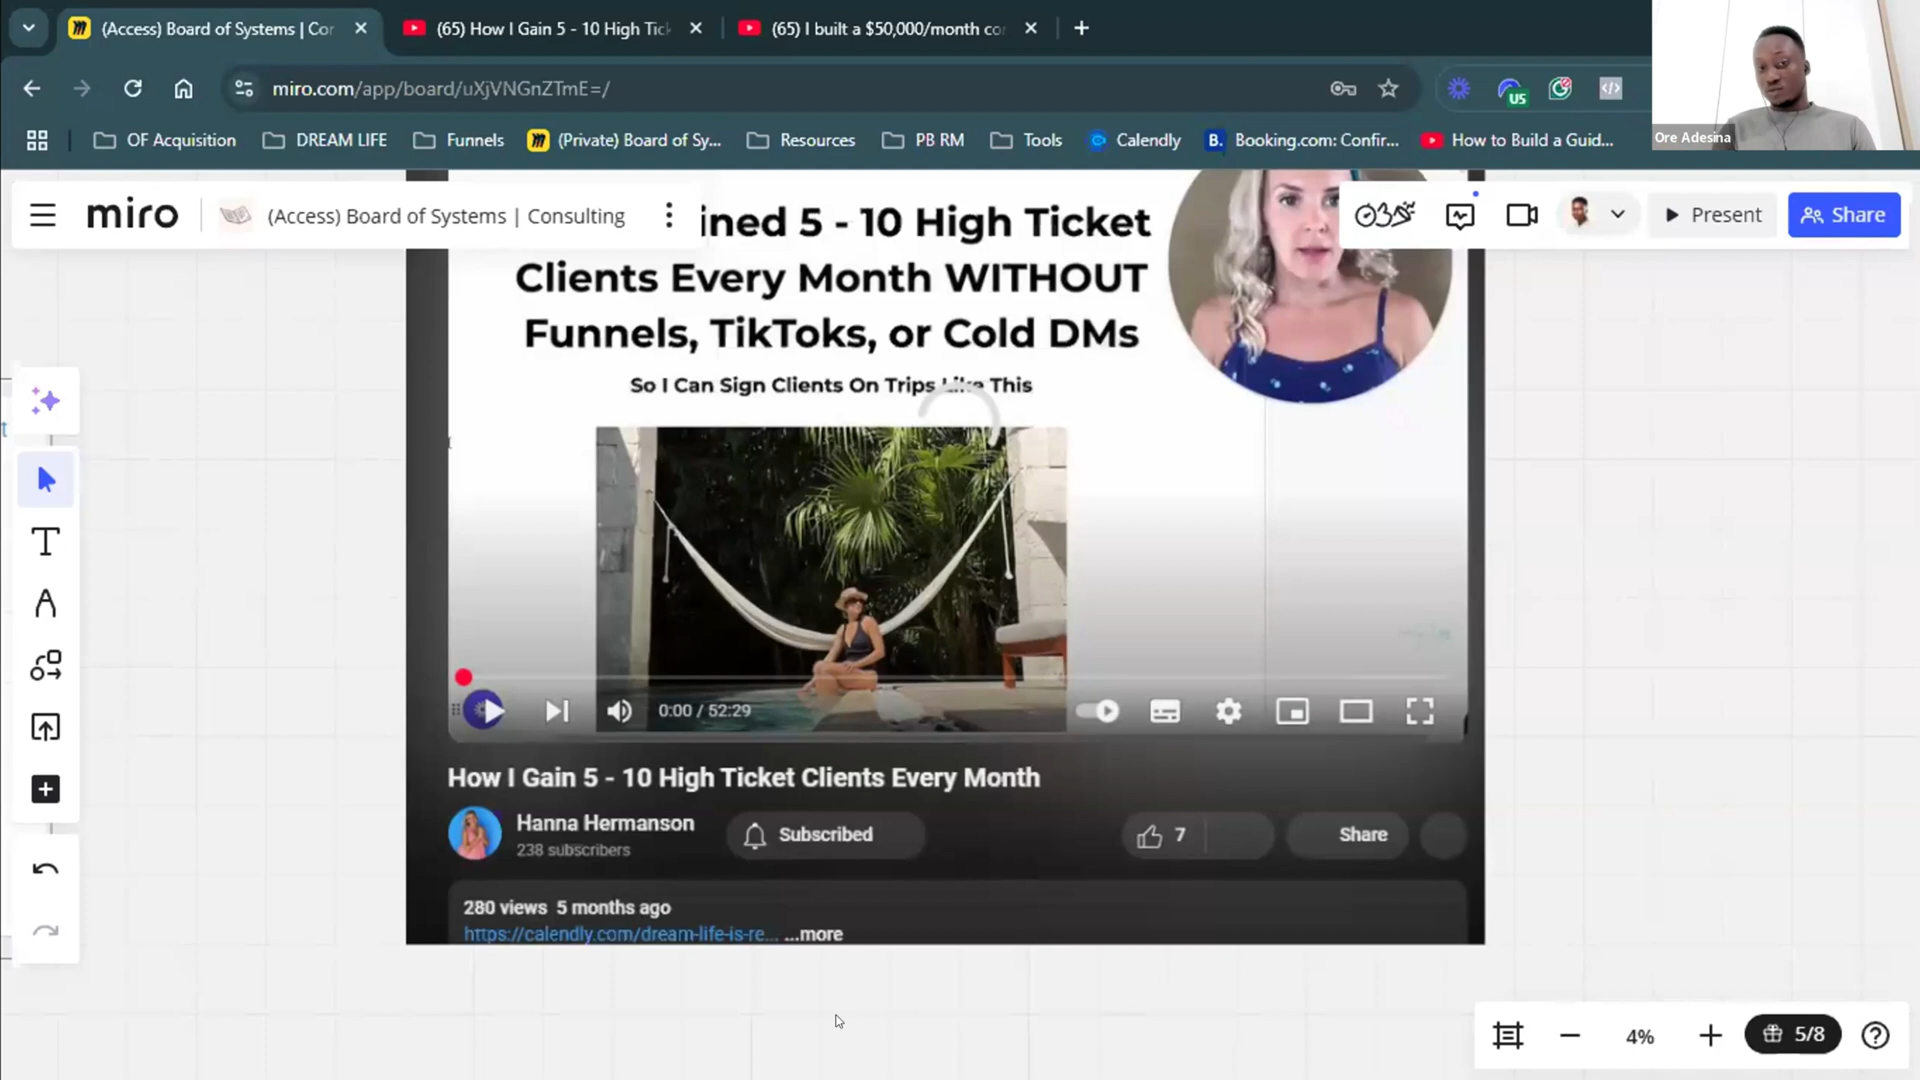 (Access) Board of Systems | Cor
(65) How I Gain 5 - 10 High Tick
(65) I built a $50,000/month co
miro.com/app/board/uXjVNGnZTmE=/
US
OF Acquisition
DREAM LIFE
Funnels
(Private) Board of Sy...
Resources
PB RM
Tools
Calendly
B.
Booking.com: Confir...
How to Build a Guid...
Ore Adesina
miro
(Access) Board of Systems | Consulting
Present
Share
ined 5 - 10 High Ticket
Clients Every Month WITHOUT
Funnels, TikToks, or Cold DMs
So I Can Sign Clients On Trips Like This
0:00 / 52:29
How I Gain 5 - 10 High Ticket Clients Every Month
Hanna Hermanson
238 subscribers
Subscribed
7
Share
280 views 5 months ago
https://calendly.com/dream-life-is-re... ...more
4%
5/8